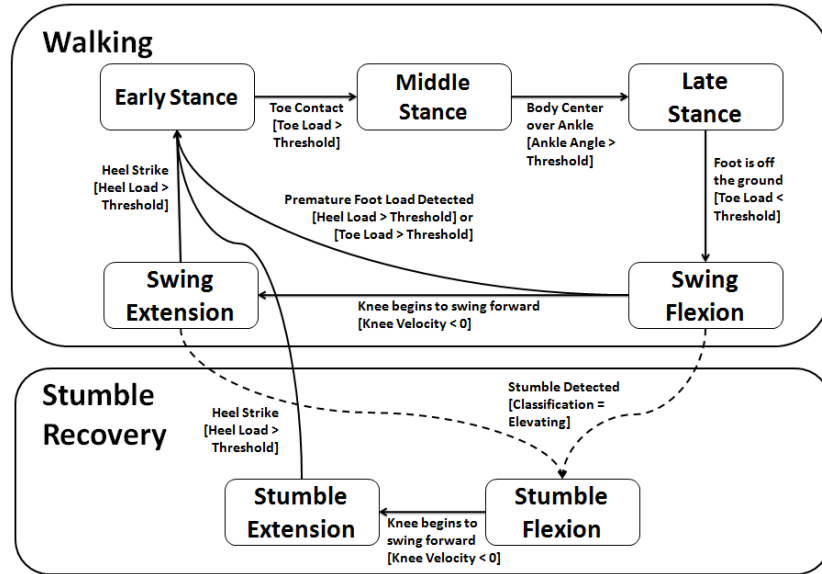 Walking
Early Stance
Toe Contact
[Toe Load >
Threshold]
Middle
Stance
Body Center
over Ankle
[Ankle Angle >
Threshold]
Late
Stance
Heel Strike
[Heel Load >
Threshold]
Premature Foot Load Detected
[Heel Load > Threshold] or
[Toe Load > Threshold]
Foot is off
the ground
[Toe Load <
Threshold]
Swing
Extension
Knee begins to swing forward
[Knee Velocity < 0]
Swing
Flexion
Stumble
Recovery
Heel Strike
[Heel Load >
Threshold]
Stumble Detected
[Classification =
Elevating]
Stumble
Extension
Knee begins to
swing forward
[Knee Velocity < 0]
Stumble
Flexion